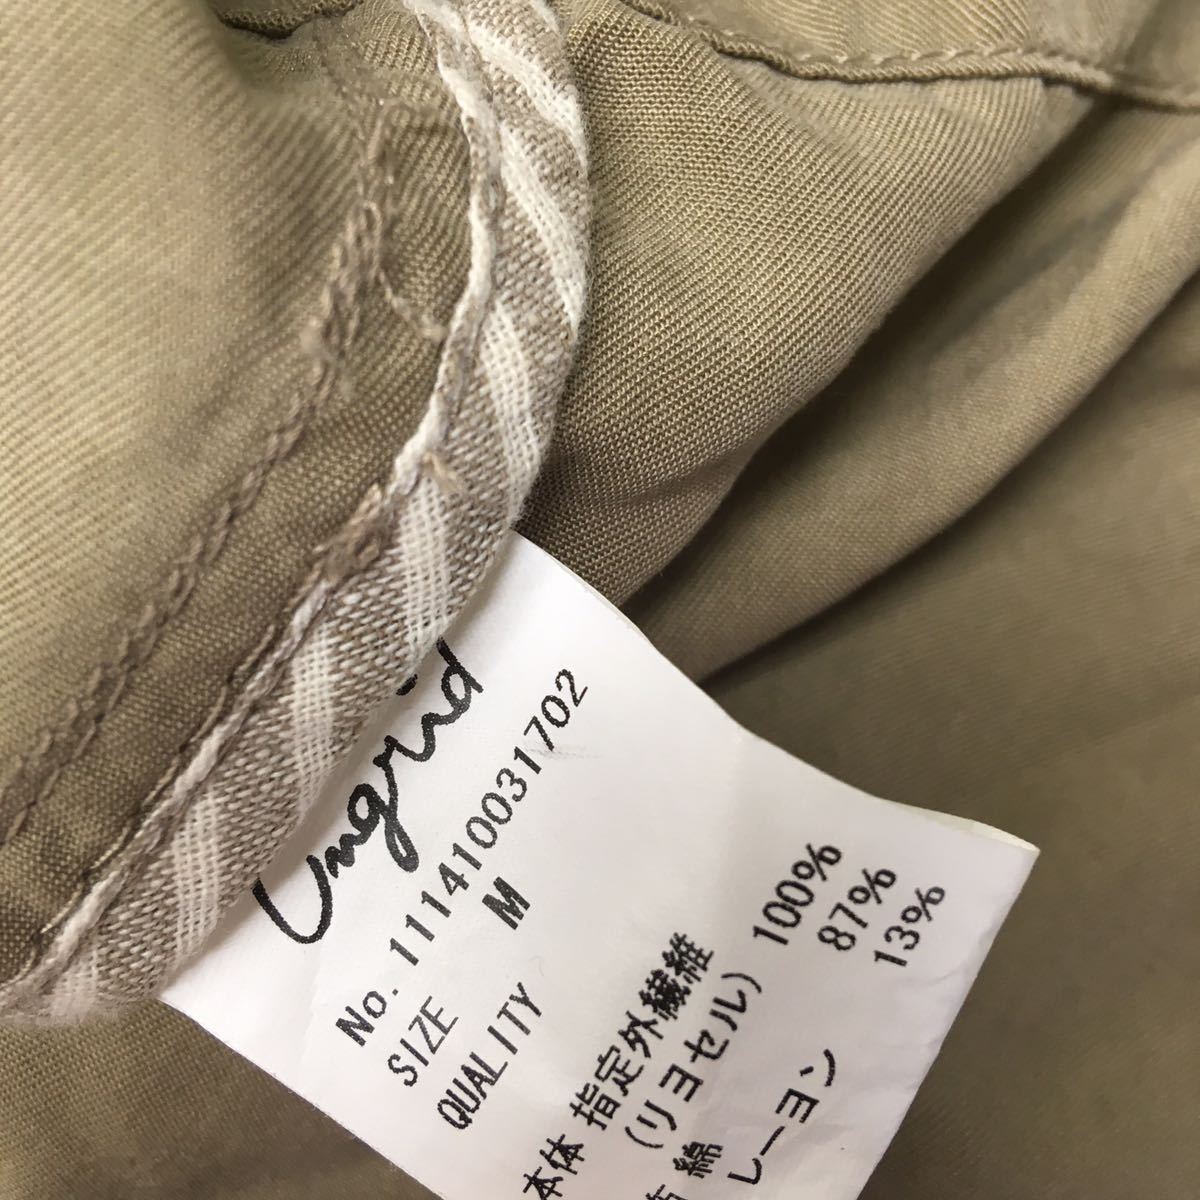 Ungrid
No.111410031702
SIZE M
QUALITY
本体 指定外繊維
(リヨセル) 100%
綿 87%
レーヨン 13%